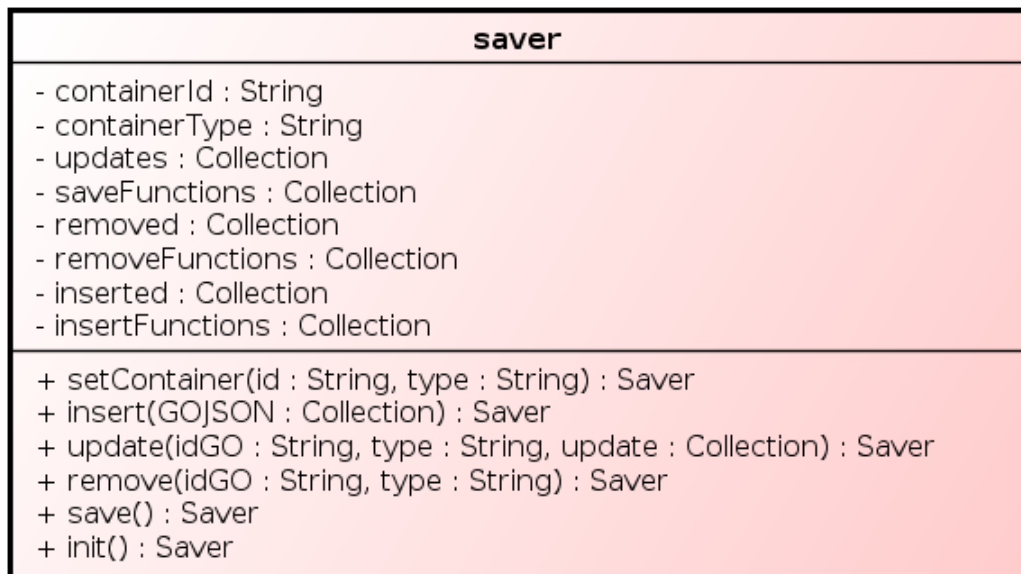 saver
- containerId : String
- containerType : String
- updates : Collection
- saveFunctions : Collection
- removed : Collection
- removeFunctions : Collection
- inserted : Collection
- insertFunctions : Collection
+ setContainer(id : String, type : String) : Saver
+ insert(GOJSON : Collection) : Saver
+ update(idGO : String, type : String, update : Collection) : Saver
+ remove(idGO : String, type : String) : Saver
+ save() : Saver
+ init() : Saver